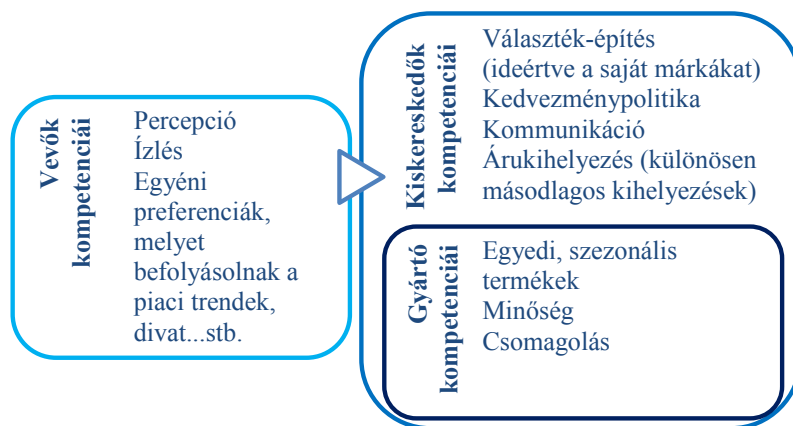 Vevők
kompetenciái
Percepció
Ízlés
Egyéni
preferenciák,
melyet
befolyásolnak a
piaci trendek,
divat...stb.
Kiskereskedők
kompetenciái
Választék-építés
(ideértve a saját márkákat)
Kedvezménypolitika
Kommunikáció
Árukihelyezés (különösen
másodlagos kihelyezések)
Gyártó
kompetenciái
Egyedi, szezonális
termékek
Minőség
Csomagolás